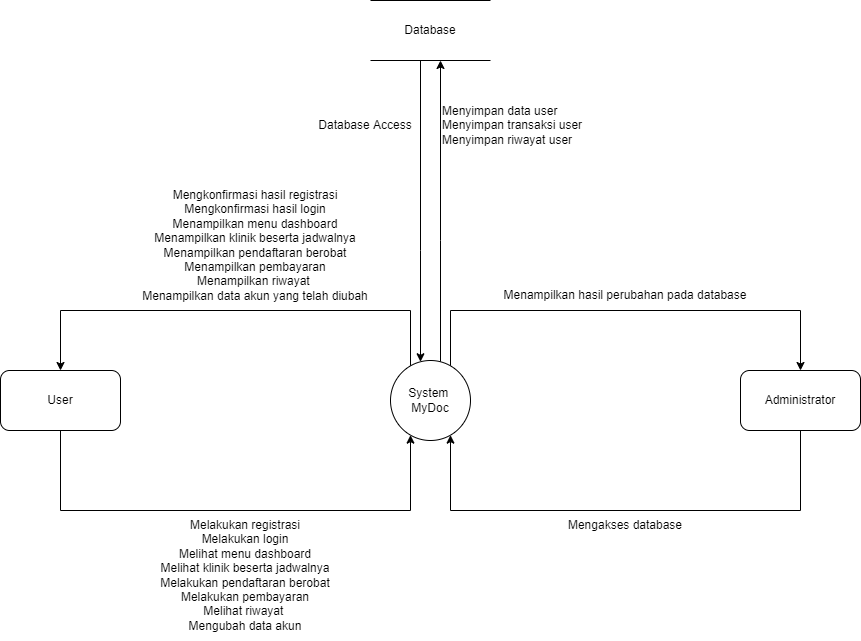 Database
Database Access
Menyimpan data user
Menyimpan transaksi user
Menyimpan riwayat user
Mengkonfirmasi hasil registrasi
Mengkonfirmasi hasil login
Menampilkan menu dashboard
Menampilkan klinik beserta jadwalnya
Menampilkan pendaftaran berobat
Menampilkan pembayaran
Menampilkan riwayat
Menampilkan data akun yang telah diubah
Menampilkan hasil perubahan pada database
User
System
MyDoc
Administrator
Melakukan registrasi
Melakukan login
Melihat menu dashboard
Melihat klinik beserta jadwalnya
Melakukan pendaftaran berobat
Melakukan pembayaran
Melihat riwayat
Mengubah data akun
Mengakses database